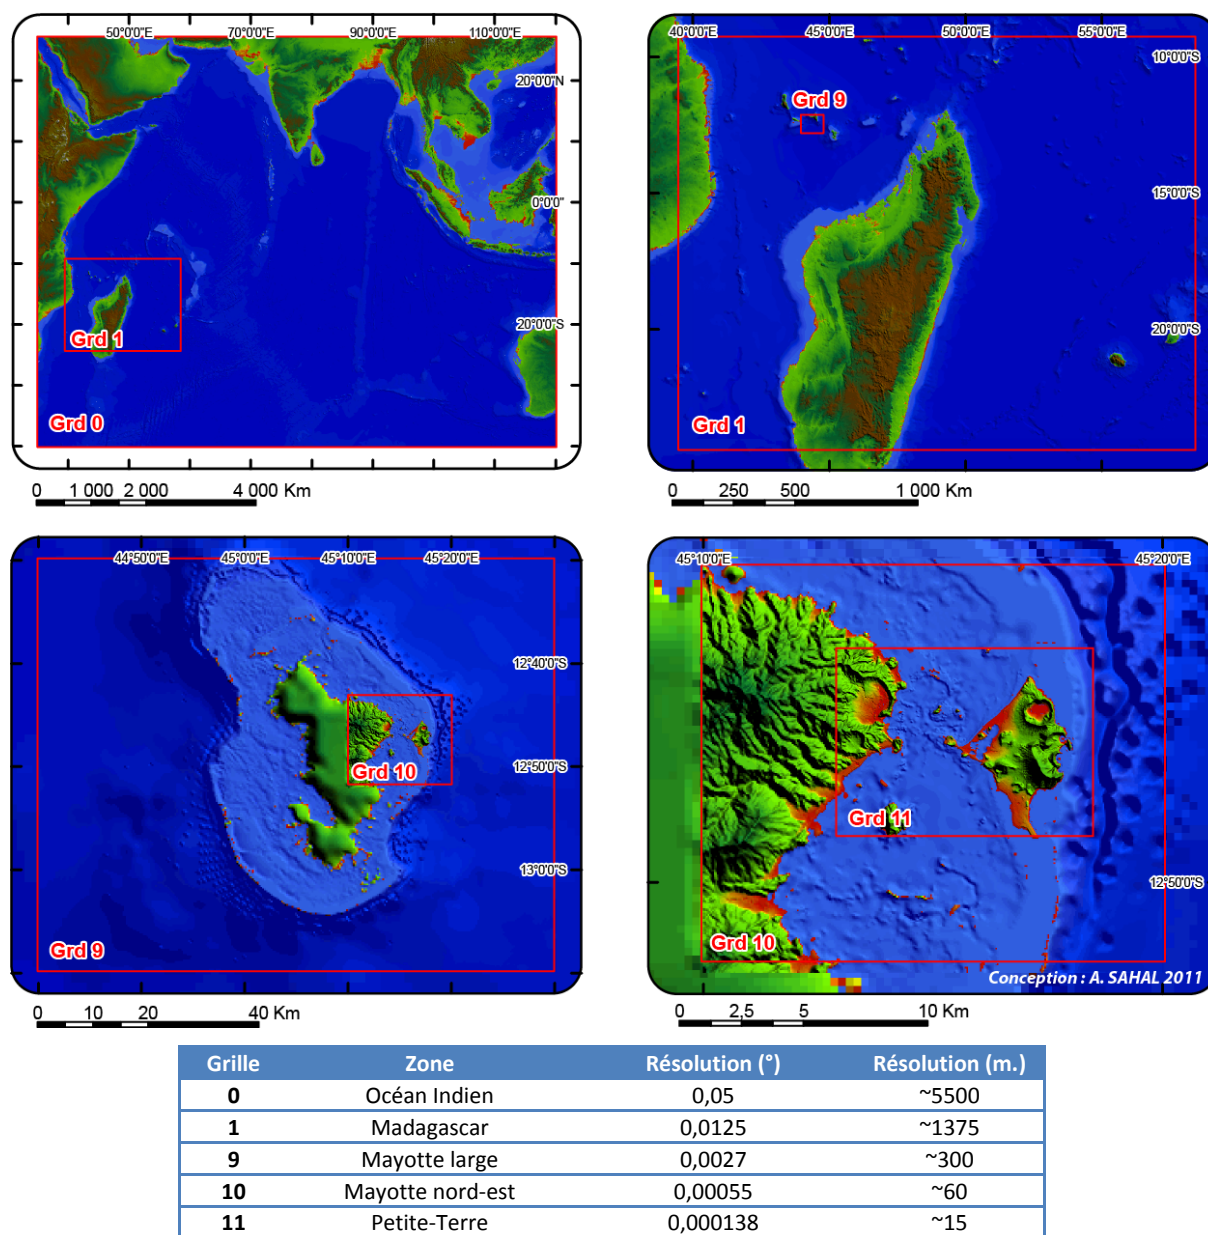 50°0'0"E 70°0'0"E 90°0'0"E 110°0'0"E
20°0'0"N
0°0'0"
20°0'0"S
Grd 1
Grd 0
0 1 000 2 000 4 000 Km
40°0'0"E 45°0'0"E 50°0'0"E 55°0'0"E
10°0'0"S
Grd 9
15°0'0"S
20°0'0"S
Grd 1
0 250 500 1 000 Km
44°50'0"E 45°0'0"E 45°10'0"E 45°20'0"E
12°40'0"S
12°50'0"S
Grd 10
13°0'0"S
Grd 9
0 10 20 40 Km
45°10'0"E 45°20'0"E
Grd 11
12°50'0"S
Grd 10
Conception : A. SAHAL 2011
0 2,5 5 10 Km
Grille Zone Résolution (°) Résolution (m.)
0 Océan Indien 0,05 ~5500
1 Madagascar 0,0125 ~1375
9 Mayotte large 0,0027 ~300
10 Mayotte nord-est 0,00055 ~60
11 Petite-Terre 0,000138 ~15